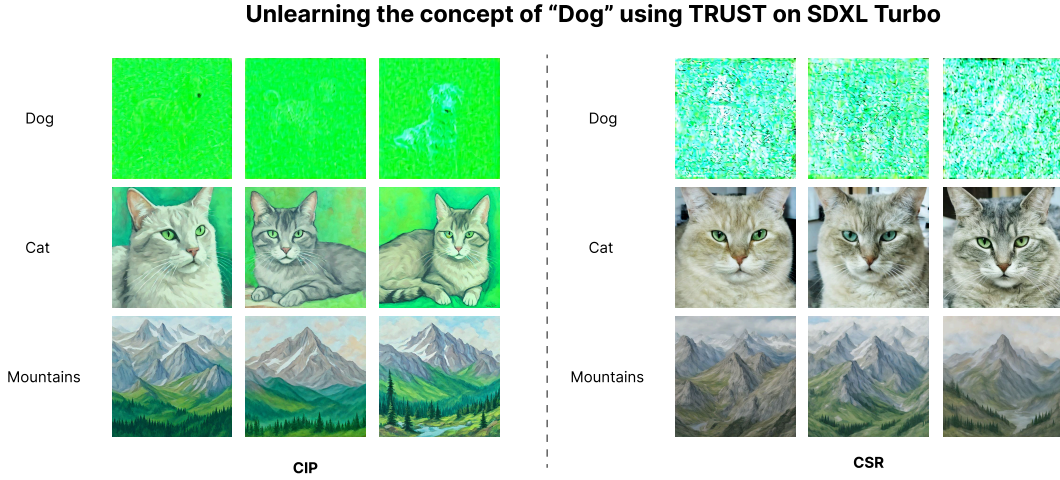 Unlearning the concept of “Dog” using TRUST on SDXL Turbo
Dog
Cat
Mountains
CIP
Dog
Cat
Mountains
CSR